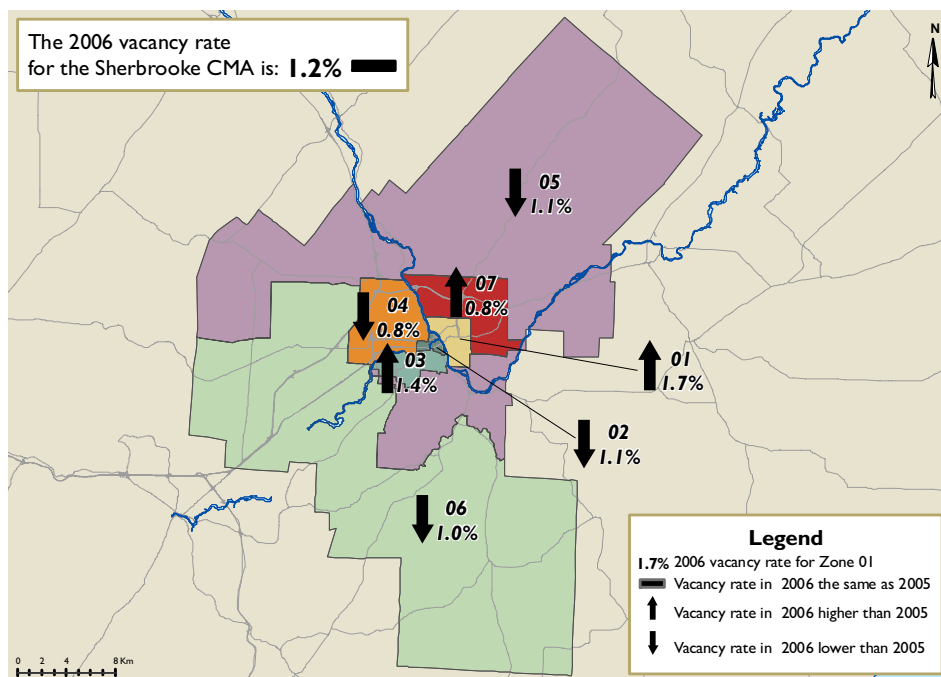 The 2006 vacancy rate
for the Sherbrooke CMA is: 1.2%
N
05
1.1%
07
0.8%
04
0.8%
03
1.4%
01
1.7%
02
1.1%
06
1.0%
Legend
1.7% 2006 vacancy rate for Zone 01
Vacancy rate in 2006 the same as 2005
Vacancy rate in 2006 higher than 2005
Vacancy rate in 2006 lower than 2005
0 2 4 8 Km